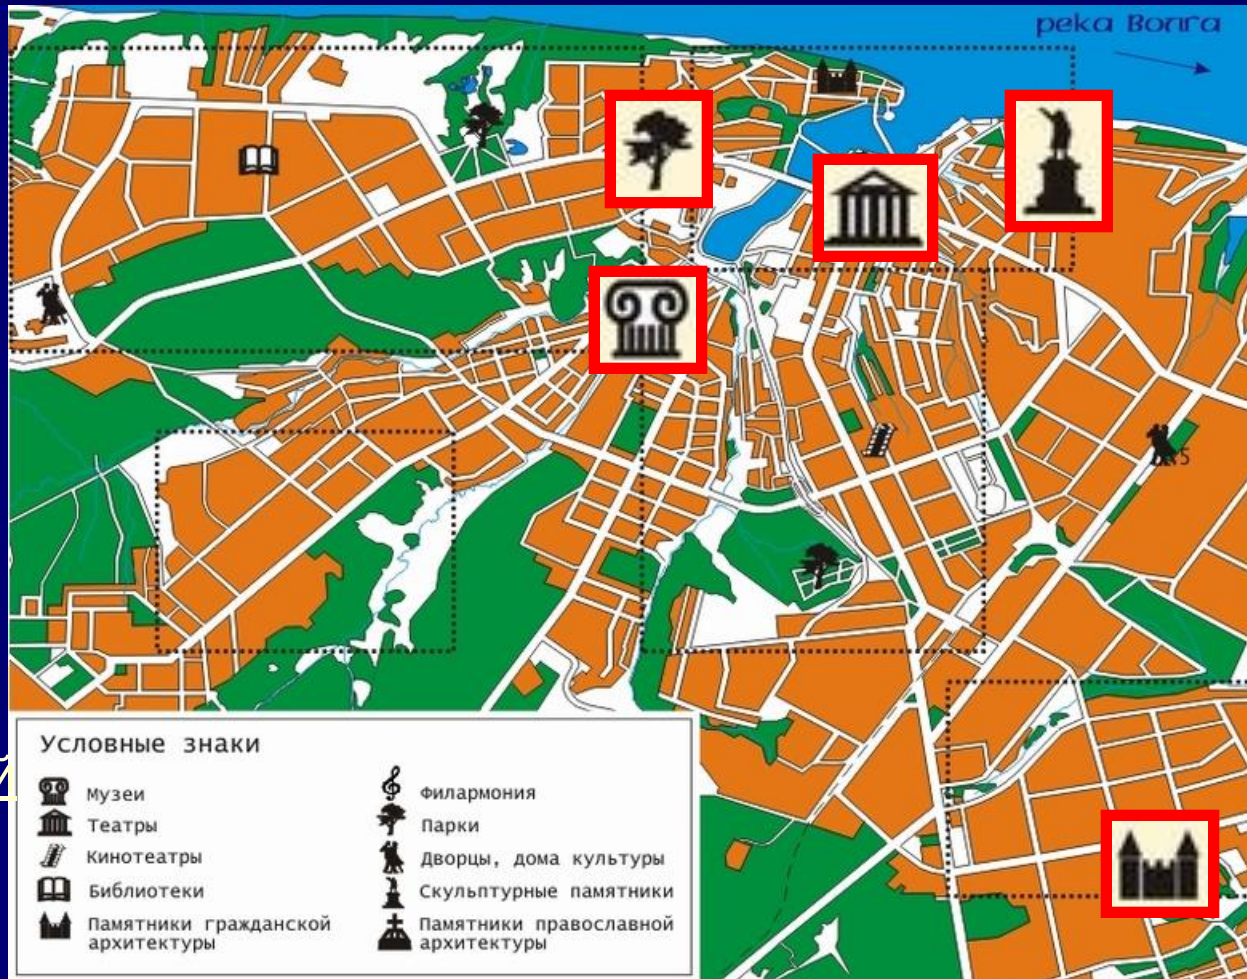 река Волга
Условные знаки
Музеи
Театры
Кинотеатры
Библиотеки
Памятники гражданской
архитектуры
Филармония
Парки
Дворцы, дома культуры
Скульптурные памятники
Памятники православной
архитектуры